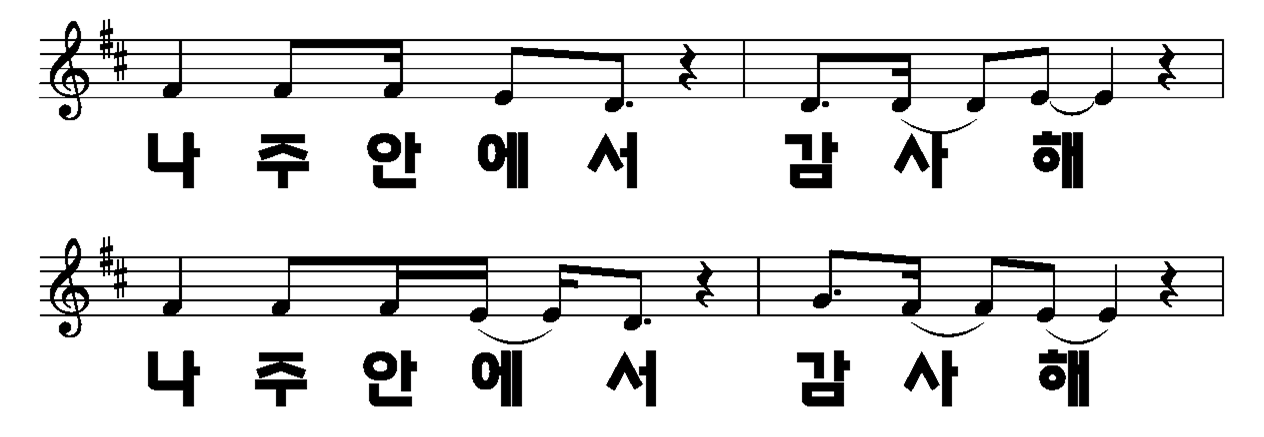 나 주 안 에 서 감 사 해
나 주 안 에 서 감 사 해